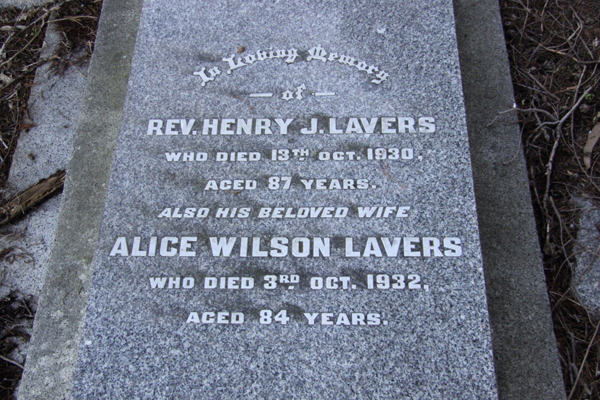 In Loving Memory
— of —
REV. HENRY J. LAVERS
WHO DIED 13TH OCT. 1930,
AGED 87 YEARS.
ALSO HIS BELOVED WIFE
ALICE WILSON LAVERS
WHO DIED 3RD OCT. 1932,
AGED 84 YEARS.